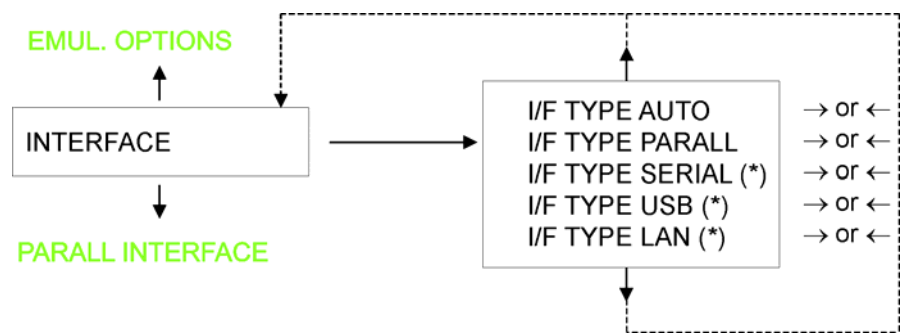 EMUL. OPTIONS
INTERFACE
PARALL INTERFACE
I/F TYPE AUTO → or ←
I/F TYPE PARALL → or ←
I/F TYPE SERIAL (*) → or ←
I/F TYPE USB (*) → or ←
I/F TYPE LAN (*) → or ←